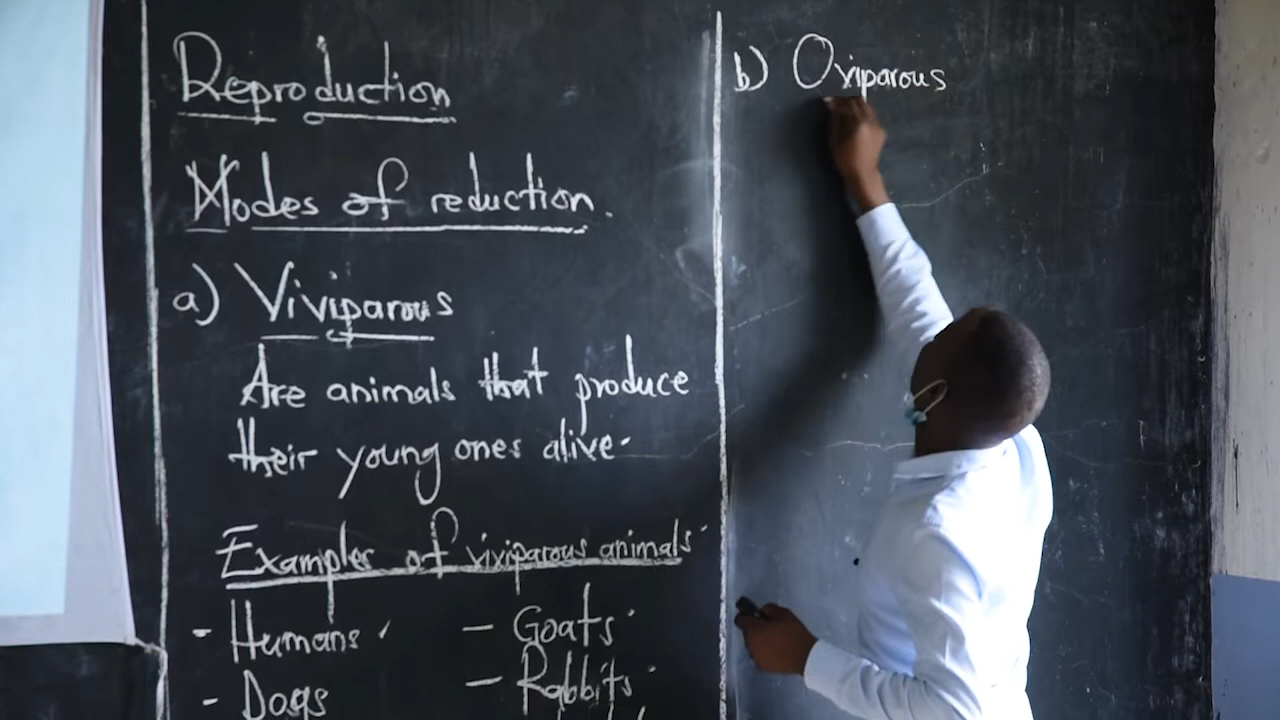 Reproduction
Modes of reduction.
a) Viviparous
Are animals that produce
their young ones alive.
Examples of viviparous animals
- Humans
- Goats
- Dogs
- Rabbits
b) Oviparous